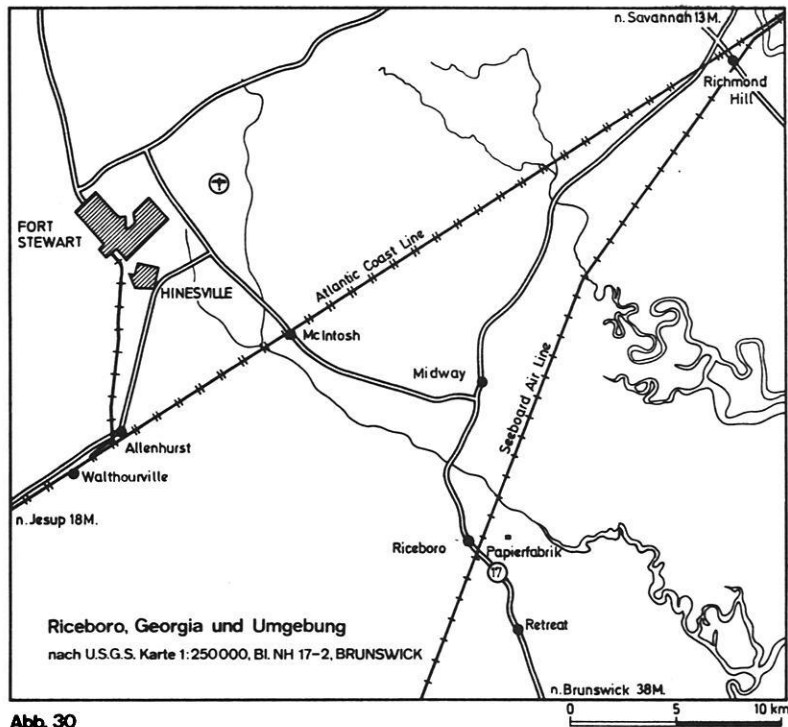 n. Savannah 13 M.
Richmond
Hill
FORT
STEWART
HINESVILLE
Atlantic Coast Line
McIntosh
Midway
Seeboard Air Line
Allenhurst
Walthourville
n. Jesup 18 M.
Riceboro
Papierfabrik
17
Retreat
Riceboro, Georgia und Umgebung
nach U.S.G.S. Karte 1:250000, Bl. NH 17-2, BRUNSWICK
n. Brunswick 38 M.
Abb. 30
0 5 10 km